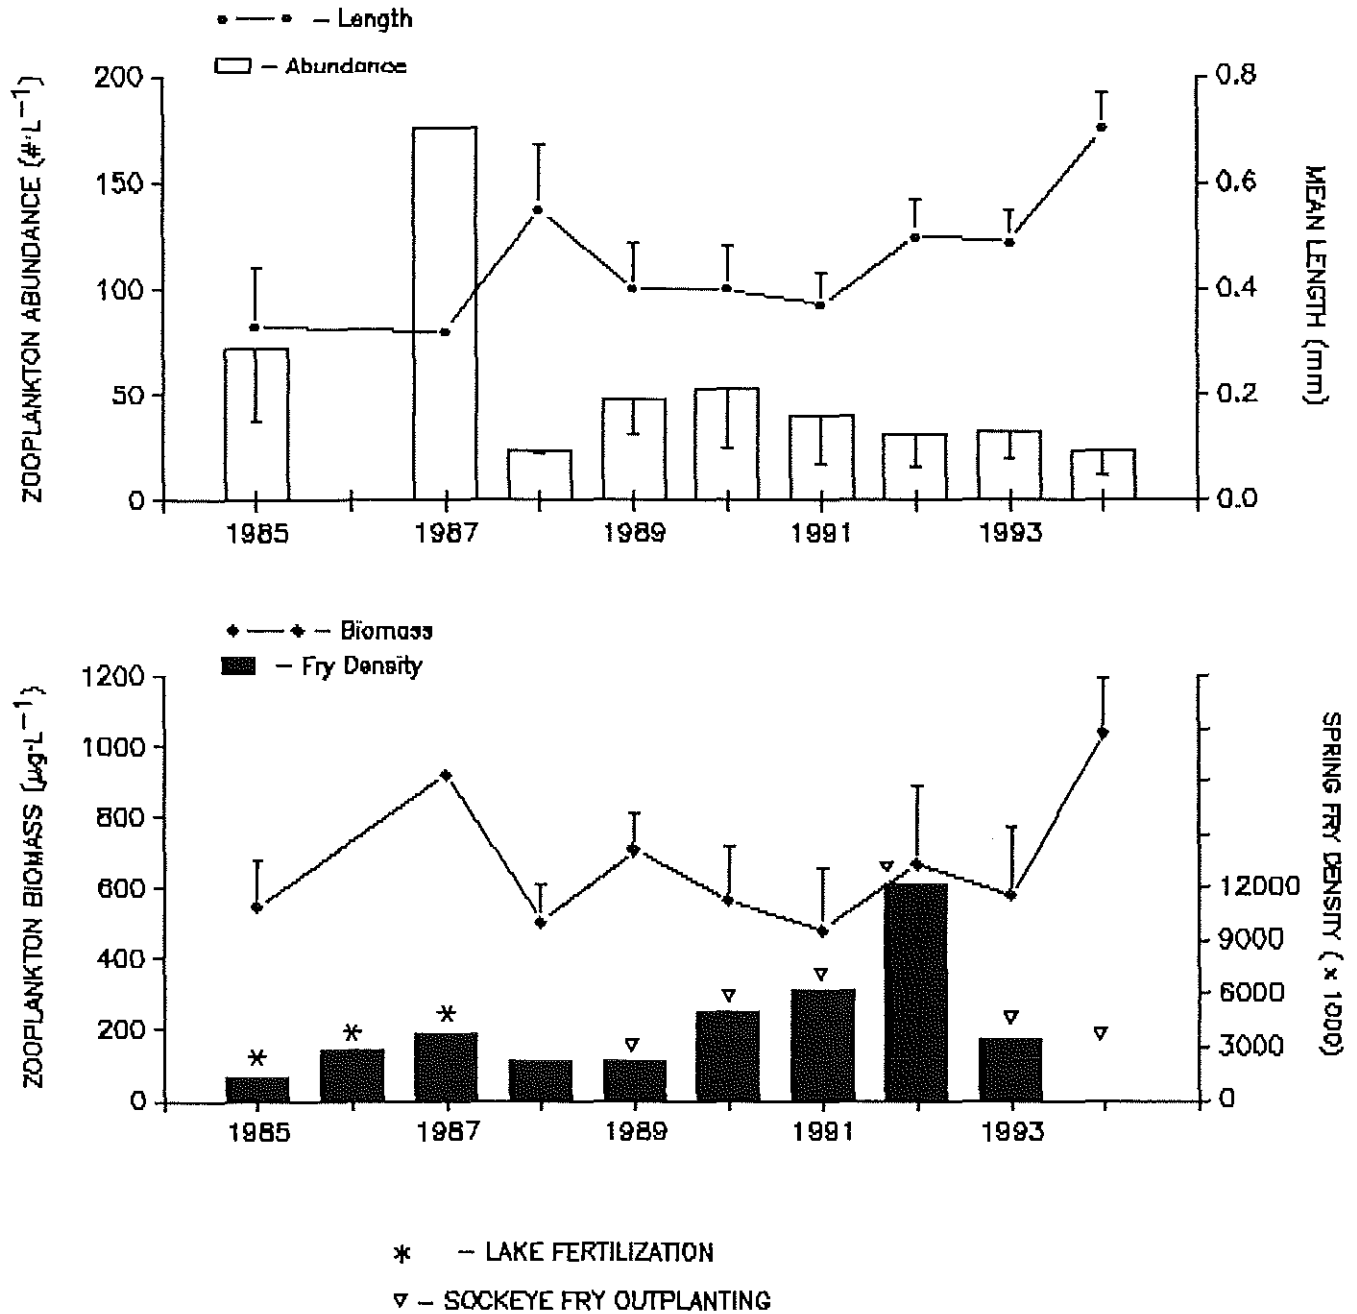 – Length
– Abundance
ZOOPLANKTON ABUNDANCE (#·L⁻¹)
200
150
100
50
0
0.8
0.6
0.4
0.2
0.0
MEAN LENGTH (mm)
1985 1987 1989 1991 1993
– Biomass
– Fry Density
ZOOPLANKTON BIOMASS (µg·L⁻¹)
1200
1000
800
600
400
200
0
12000
9000
6000
3000
0
SPRING FRY DENSITY ( x 1000)
1985 1987 1989 1991 1993
* – LAKE FERTILIZATION
▽ – SOCKEYE FRY OUTPLANTING